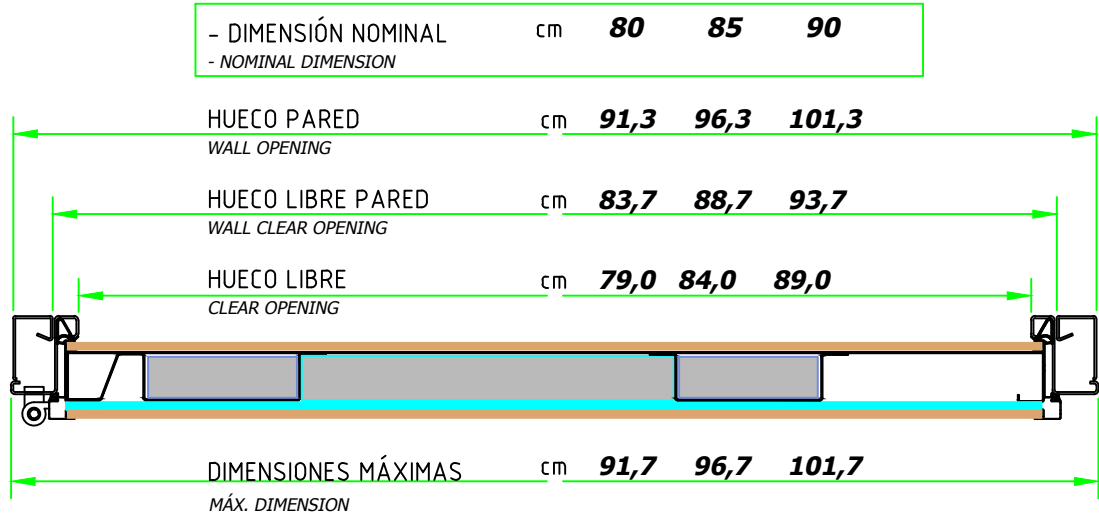 - DIMENSIÓN NOMINAL cm 80 85 90
- NOMINAL DIMENSION
HUECO PARED cm 91,3 96,3 101,3
WALL OPENING
HUECO LIBRE PARED cm 83,7 88,7 93,7
WALL CLEAR OPENING
HUECO LIBRE cm 79,0 84,0 89,0
CLEAR OPENING
DIMENSIONES MÁXIMAS cm 91,7 96,7 101,7
MÁX. DIMENSION